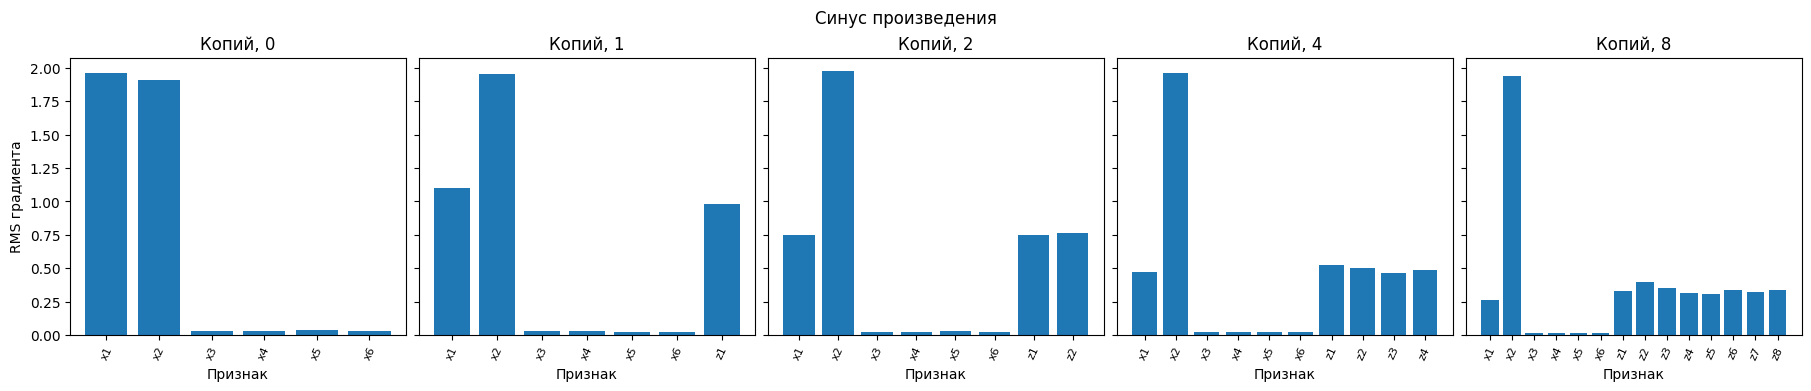 Синус произведения
Копий, 0
Копий, 1
Копий, 2
Копий, 4
Копий, 8
RMS градиента
2.00
1.75
1.50
1.25
1.00
0.75
0.50
0.25
0.00
x1 x2 x3 x4 x5 x6
x1 x2 x3 x4 x5 x6 z1
x1 x2 x3 x4 x5 x6 z1 z2
x1 x2 x3 x4 x5 x6 z1 z2 z3 z4
x1 x2 x3 x4 x5 x6 z1 z2 z3 z4 z5 z6 z7 z8
Признак
Признак
Признак
Признак
Признак